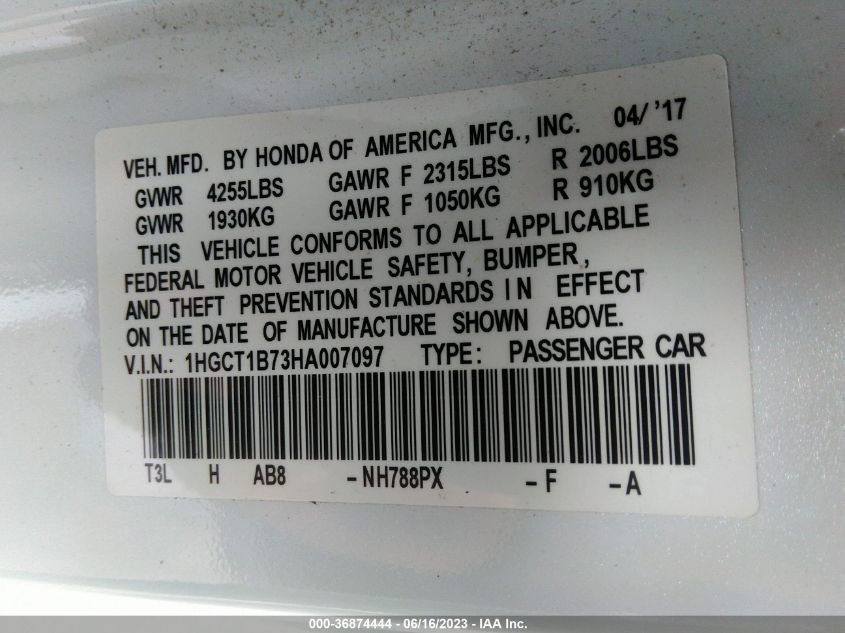 VEH. MFD. BY HONDA OF AMERICA MFG., INC. 04/ '17
GVWR 4255LBS GAWR F 2315LBS R 2006LBS
GVWR 1930KG GAWR F 1050KG R 910KG
THIS VEHICLE CONFORMS TO ALL APPLICABLE
FEDERAL MOTOR VEHICLE SAFETY, BUMPER,
AND THEFT PREVENTION STANDARDS IN EFFECT
ON THE DATE OF MANUFACTURE SHOWN ABOVE.
V.I.N.: 1HGCT1B73HA007097 TYPE: PASSENGER CAR
T3L H AB8 -NH788PX -F -A
000-36874444 - 06/16/2023 - IAA Inc.